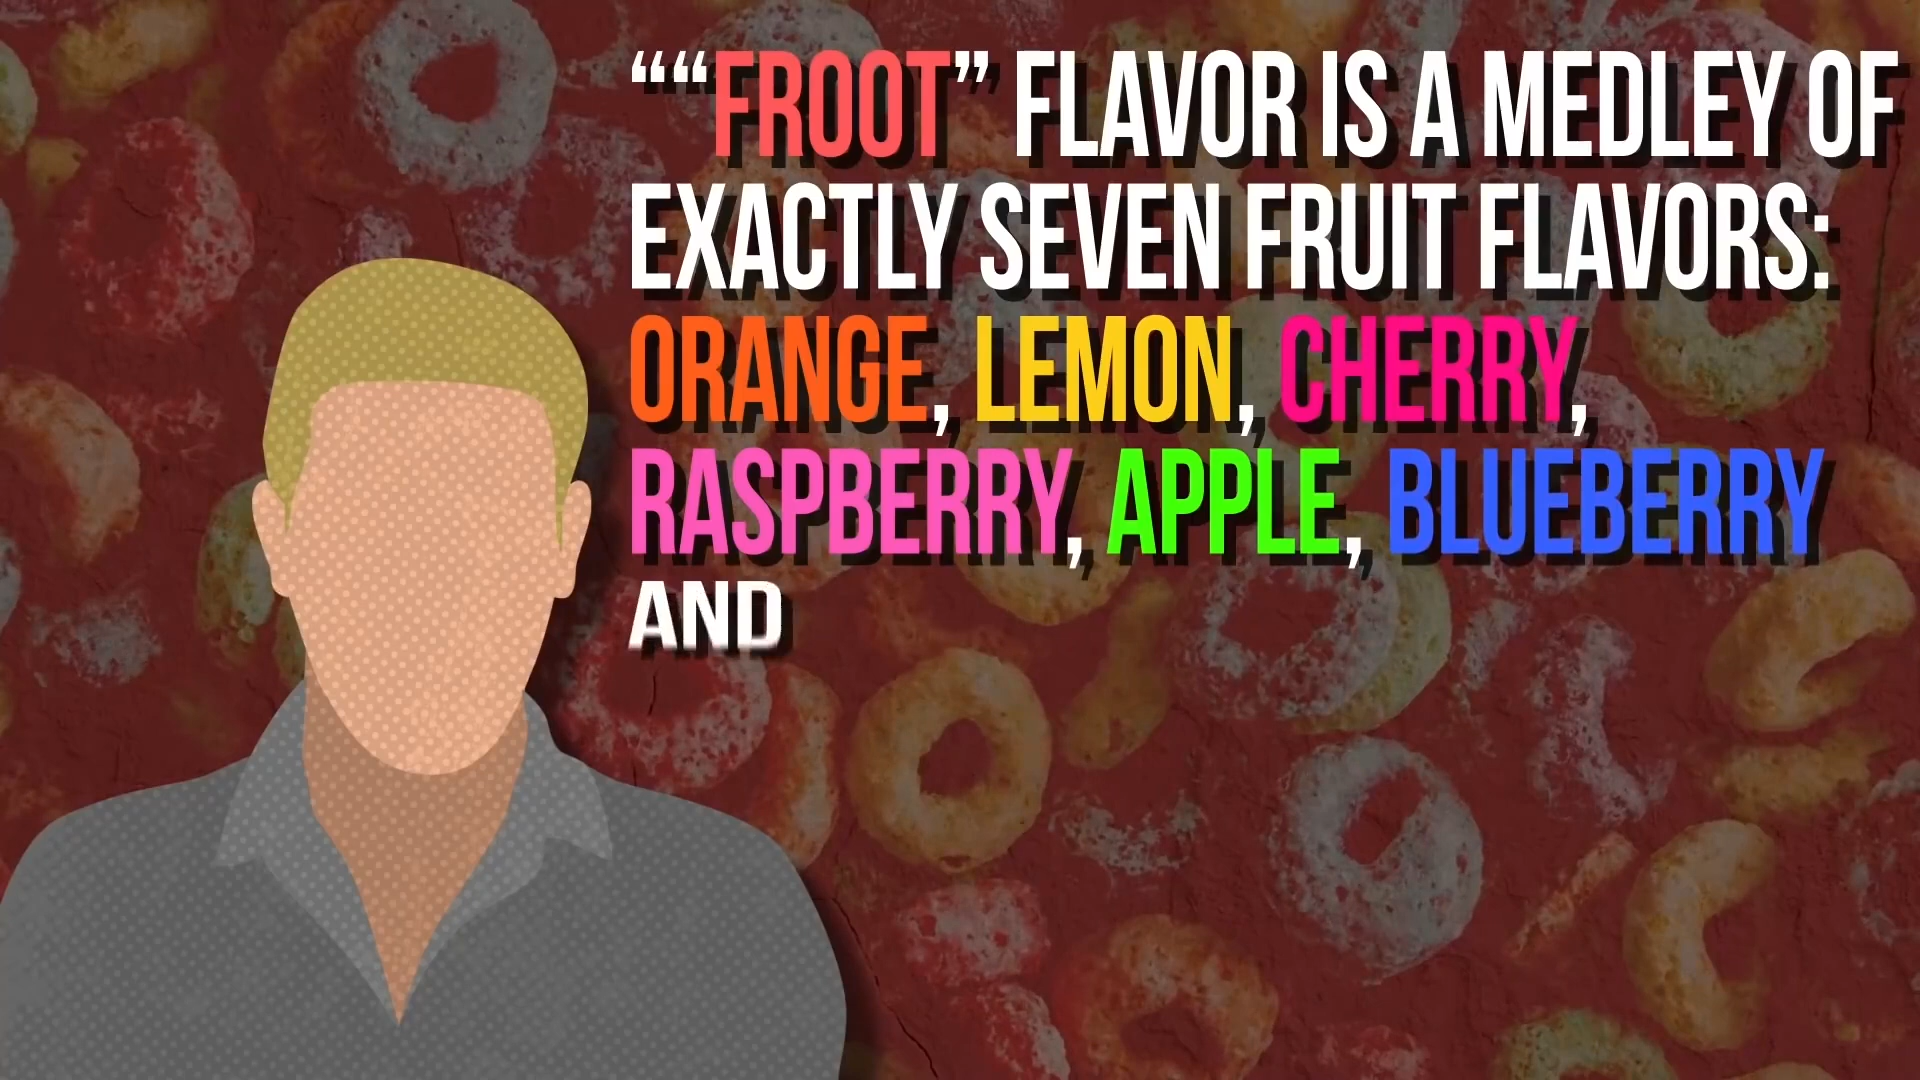 ““FROOT” FLAVOR IS A MEDLEY OF
EXACTLY SEVEN FRUIT FLAVORS:
ORANGE, LEMON, CHERRY,
RASPBERRY, APPLE, BLUEBERRY
AND